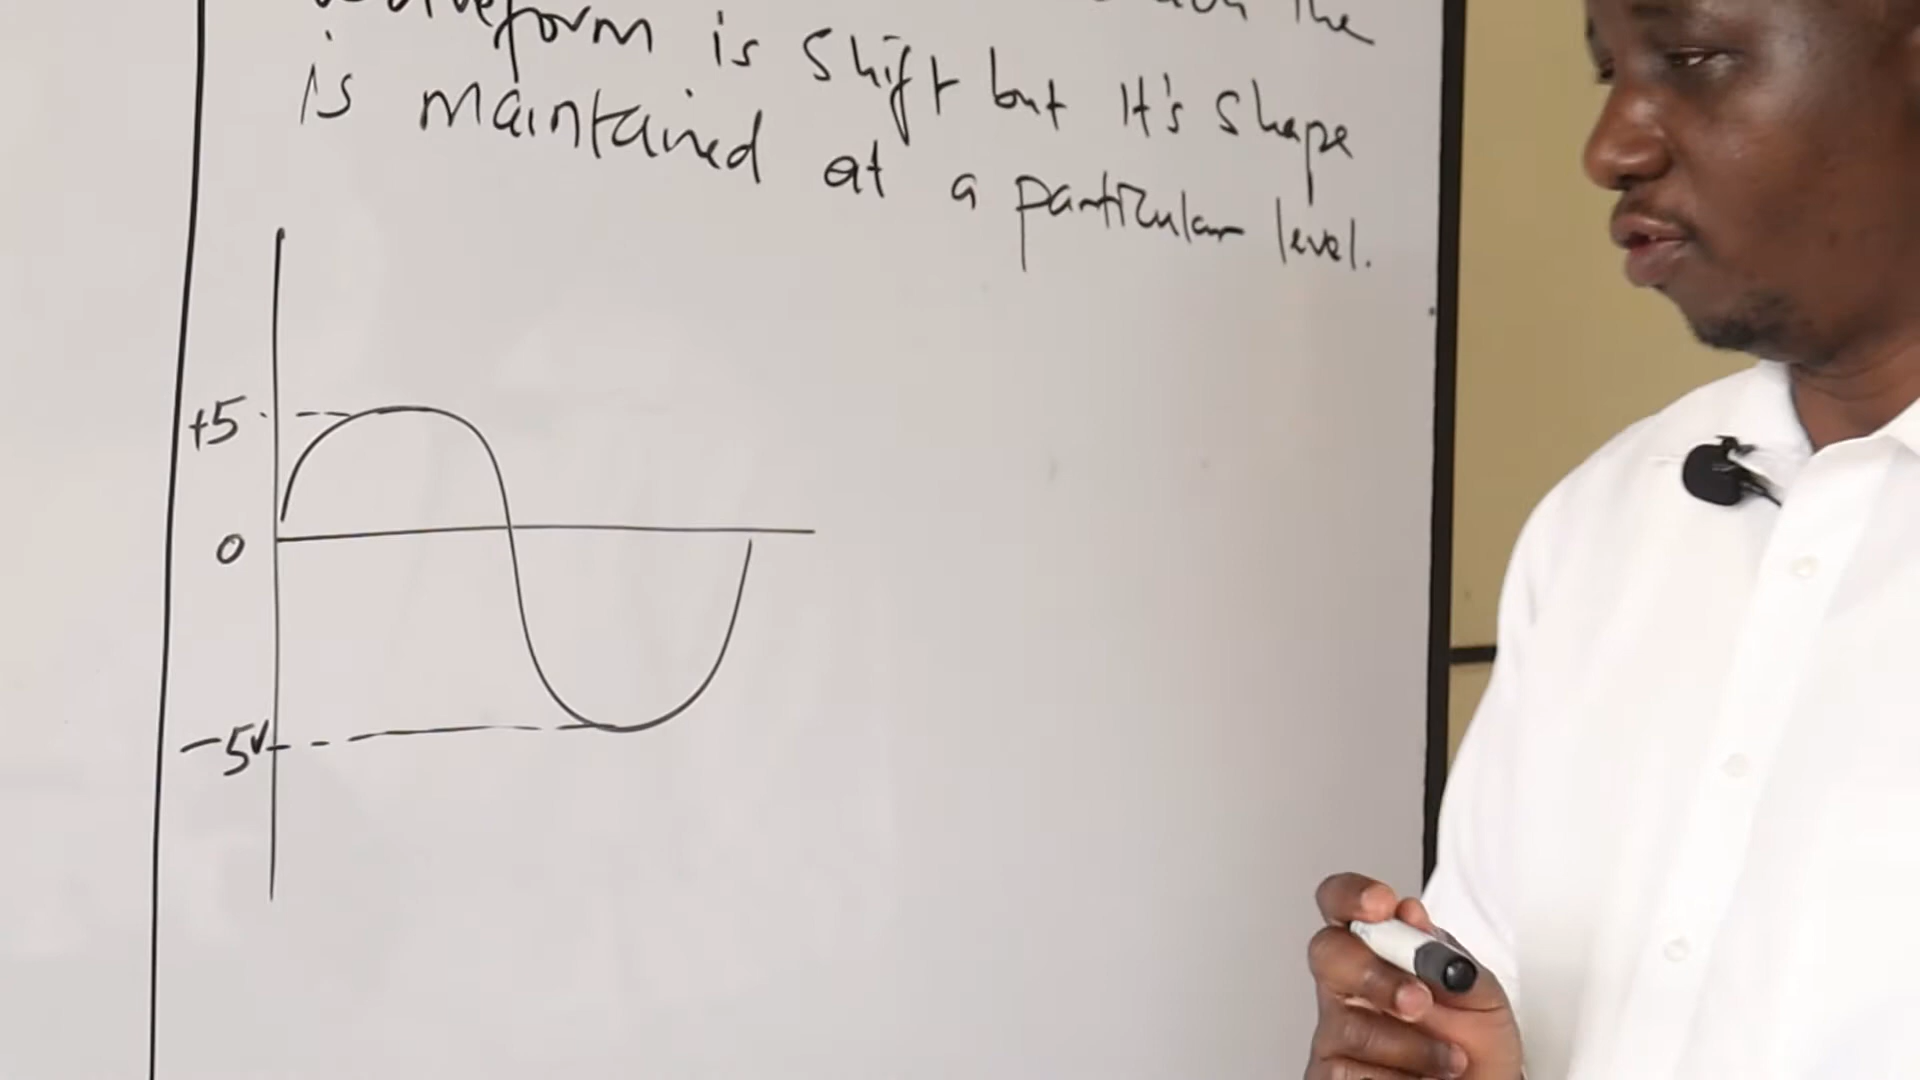 waveform is shift but It's shape
is maintained at a particular level.
+5
0
-5V